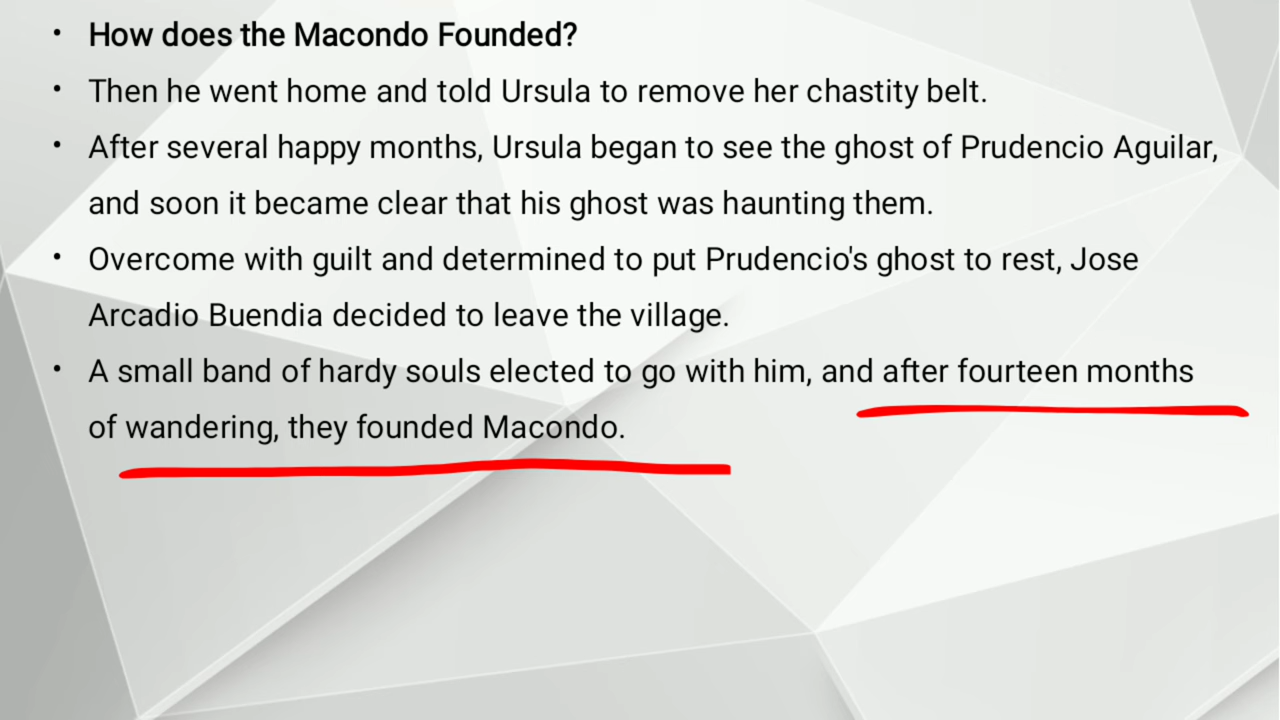 • How does the Macondo Founded?
• Then he went home and told Ursula to remove her chastity belt.
• After several happy months, Ursula began to see the ghost of Prudencio Aguilar,
and soon it became clear that his ghost was haunting them.
• Overcome with guilt and determined to put Prudencio's ghost to rest, Jose
Arcadio Buendia decided to leave the village.
• A small band of hardy souls elected to go with him, and after fourteen months
of wandering, they founded Macondo.